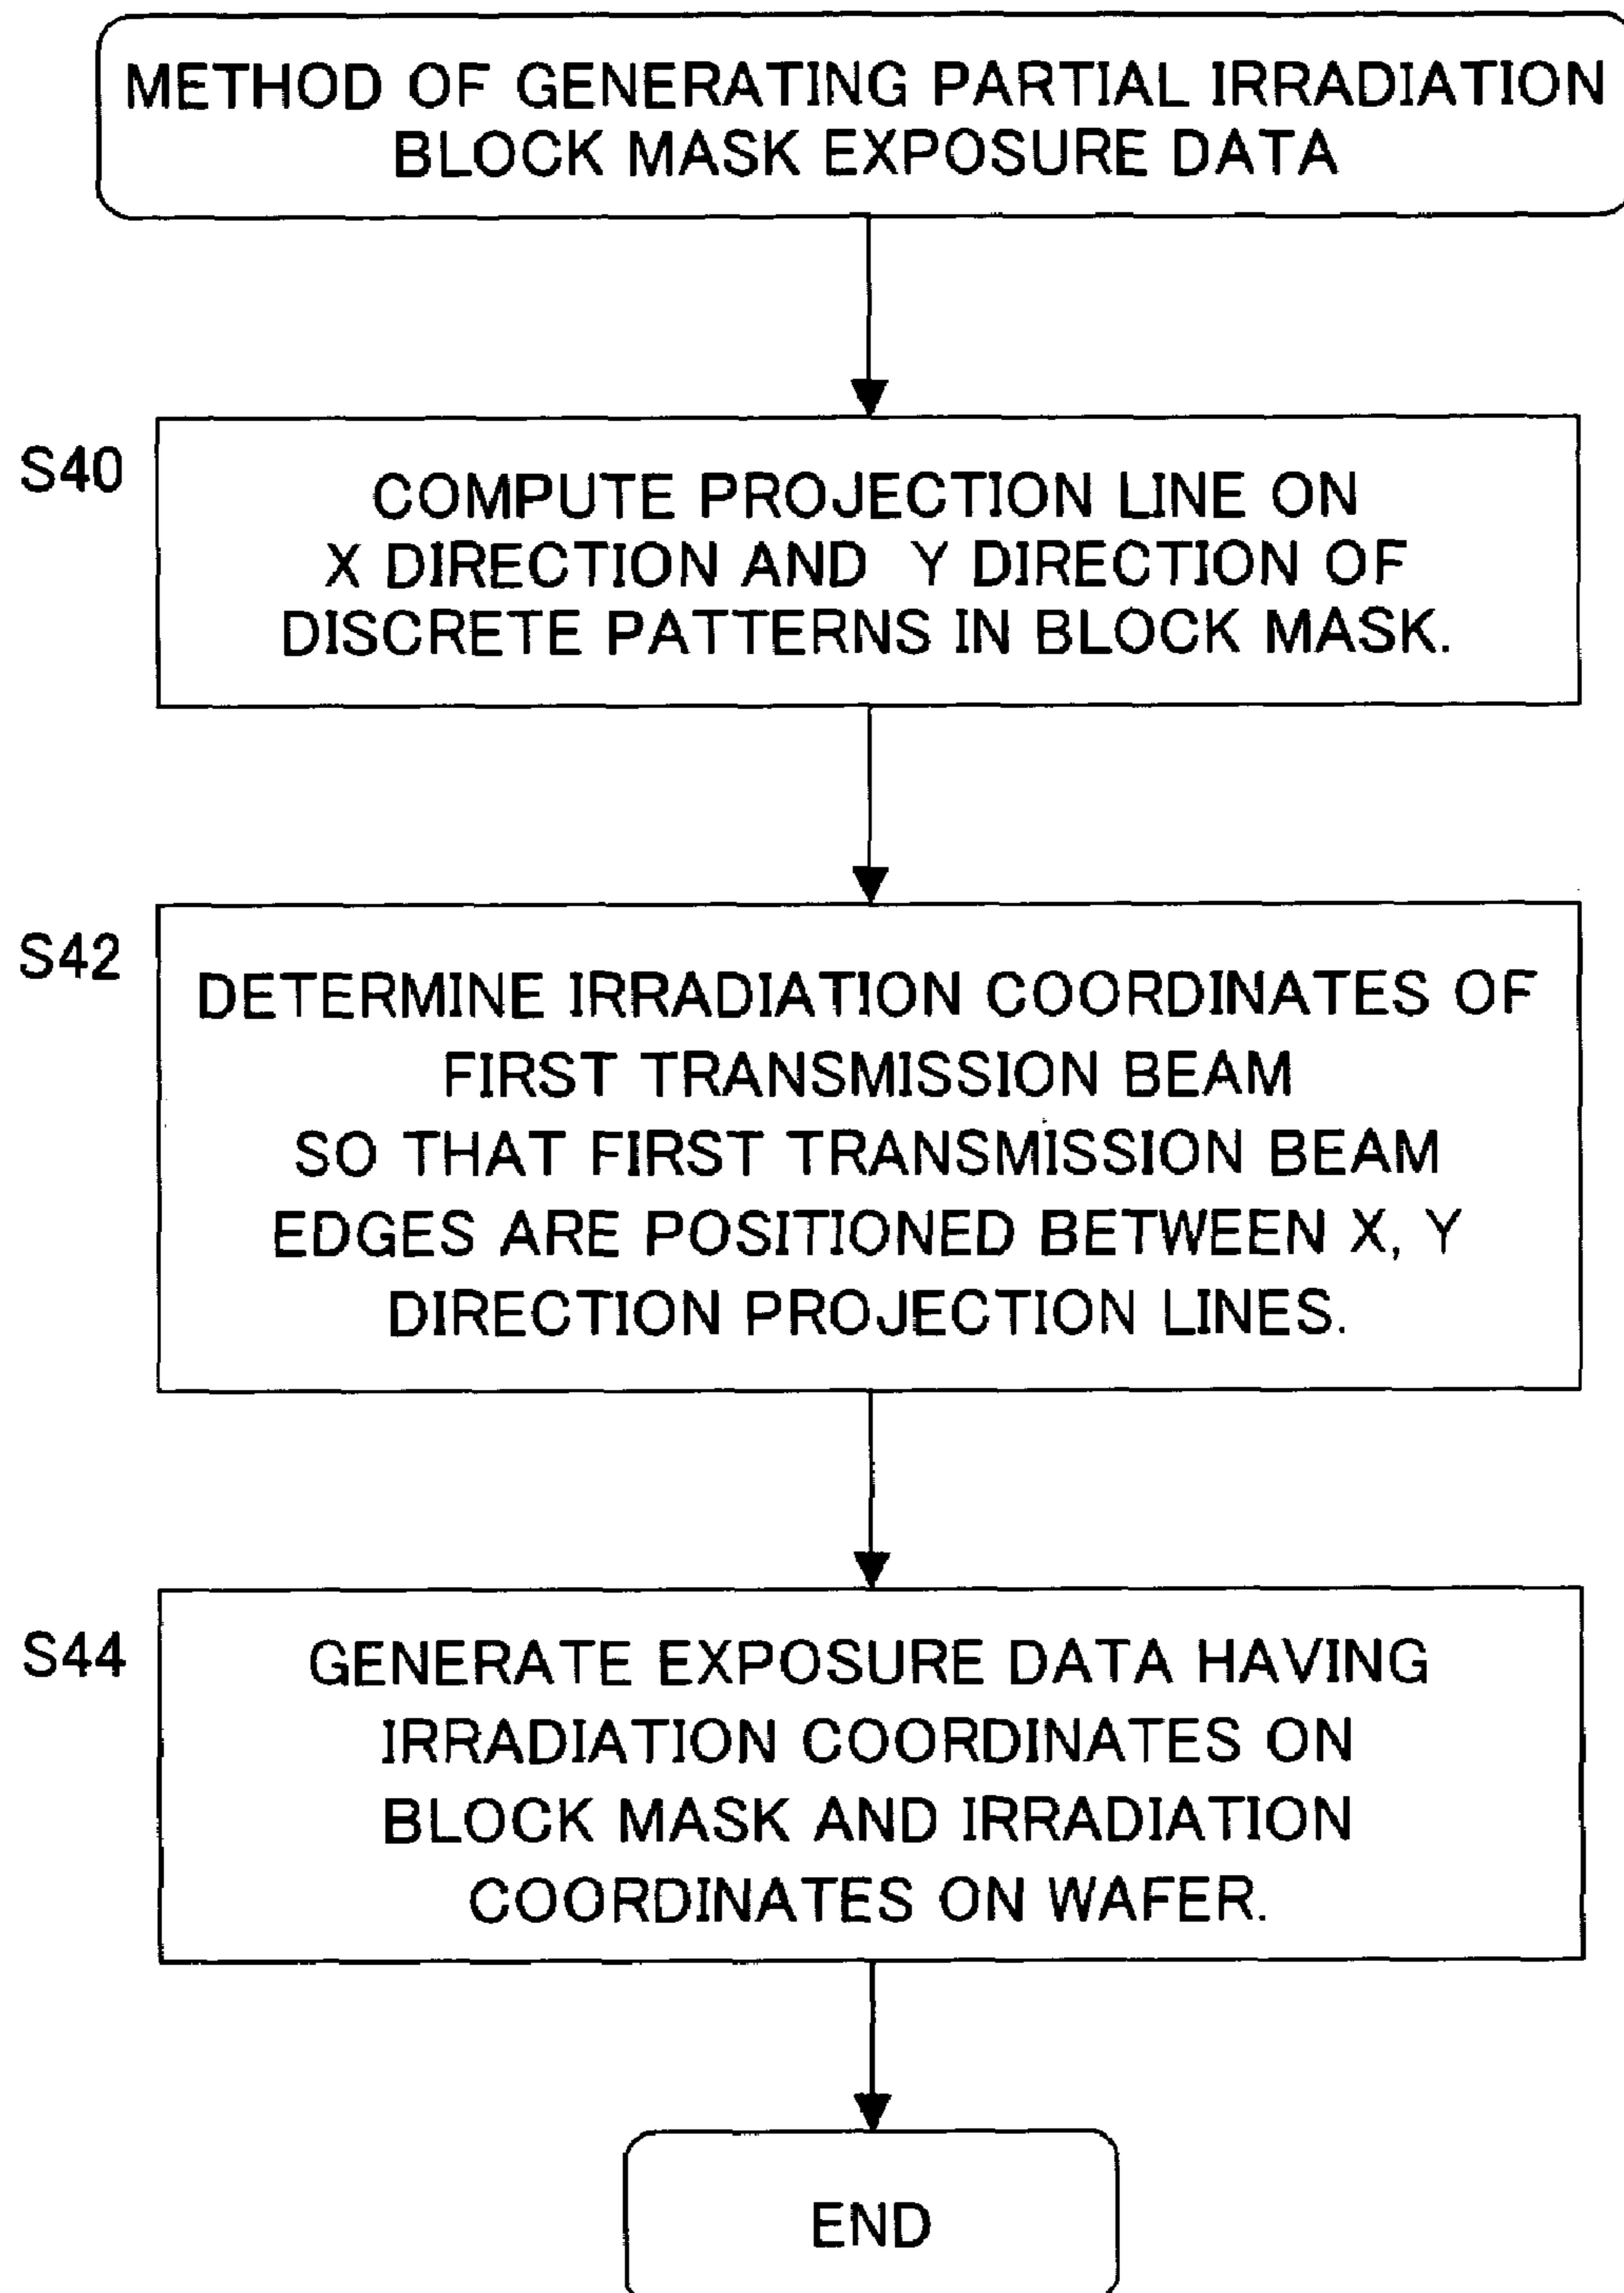 METHOD OF GENERATING PARTIAL IRRADIATION
BLOCK MASK EXPOSURE DATA
S40
COMPUTE PROJECTION LINE ON
X DIRECTION AND Y DIRECTION OF
DISCRETE PATTERNS IN BLOCK MASK.
S42
DETERMINE IRRADIATION COORDINATES OF
FIRST TRANSMISSION BEAM
SO THAT FIRST TRANSMISSION BEAM
EDGES ARE POSITIONED BETWEEN X, Y
DIRECTION PROJECTION LINES.
S44
GENERATE EXPOSURE DATA HAVING
IRRADIATION COORDINATES ON
BLOCK MASK AND IRRADIATION
COORDINATES ON WAFER.
END